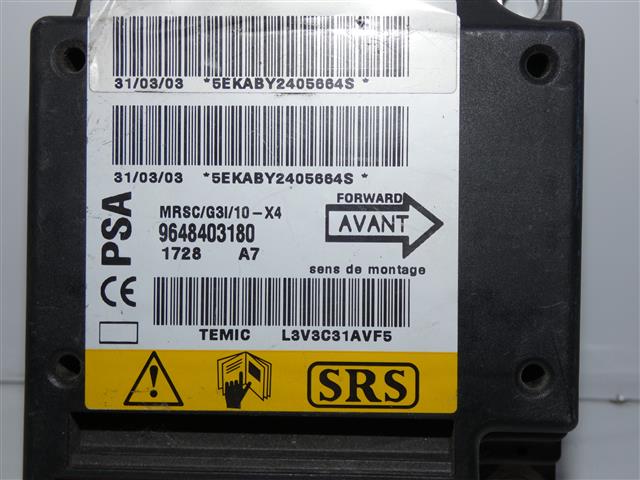 31/03/03 *5EKABY2405664S *
31/03/03 *5EKABY2405664S *
PSA
MRSC/G3I/10-X4
9648403180
1728 A7
FORWARD
AVANT
sens de montage
CE
TEMIC L3V3C31AVF5
SRS